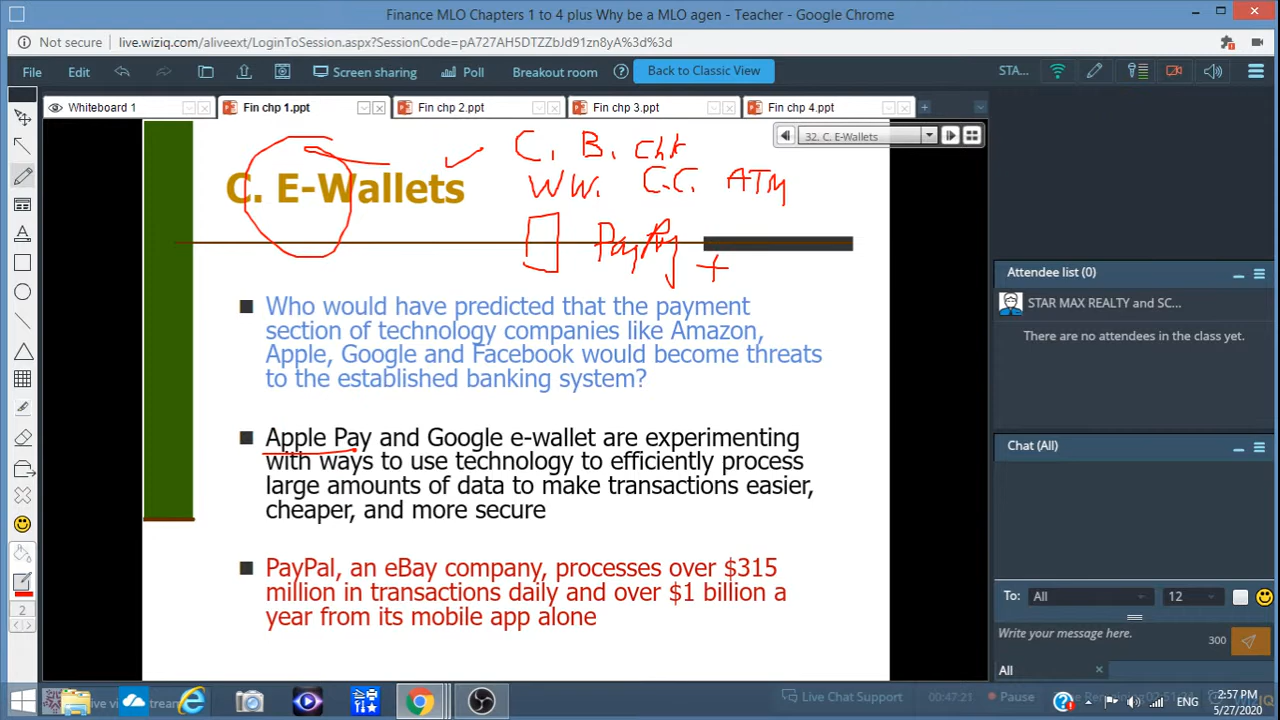 Finance MLO Chapters 1 to 4 plus Why be a MLO agen - Teacher - Google Chrome
Not secure | live.wiziq.com/aliveext/LoginToSession.aspx?SessionCode=pA727AH5DTZZbJd91zn8yA%3d%3d
File Edit Screen sharing Poll Breakout room ? Back to Classic View STA...
Whiteboard 1 Fin chp 1.ppt Fin chp 2.ppt Fin chp 3.ppt Fin chp 4.ppt
32. C. E-Wallets
C. B. Chk
C. E-Wallets
WW. C.C. ATM
Pay
+
Who would have predicted that the payment
section of technology companies like Amazon,
Apple, Google and Facebook would become threats
to the established banking system?
Apple Pay and Google e-wallet are experimenting
with ways to use technology to efficiently process
large amounts of data to make transactions easier,
cheaper, and more secure
PayPal, an eBay company, processes over $315
million in transactions daily and over $1 billion a
year from its mobile app alone
2
Attendee list (0)
STAR MAX REALTY and SC...
There are no attendees in the class yet.
Chat (All)
To: All 12
Write your message here. 300
All
Live Chat Support 00:47:21 Pause
ENG
2:57 PM
5/27/2020